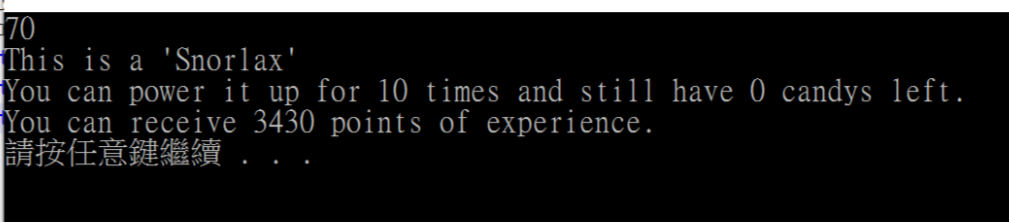 70
This is a 'Snorlax'
You can power it up for 10 times and still have 0 candys left.
You can receive 3430 points of experience.
請按任意鍵繼續 . . .